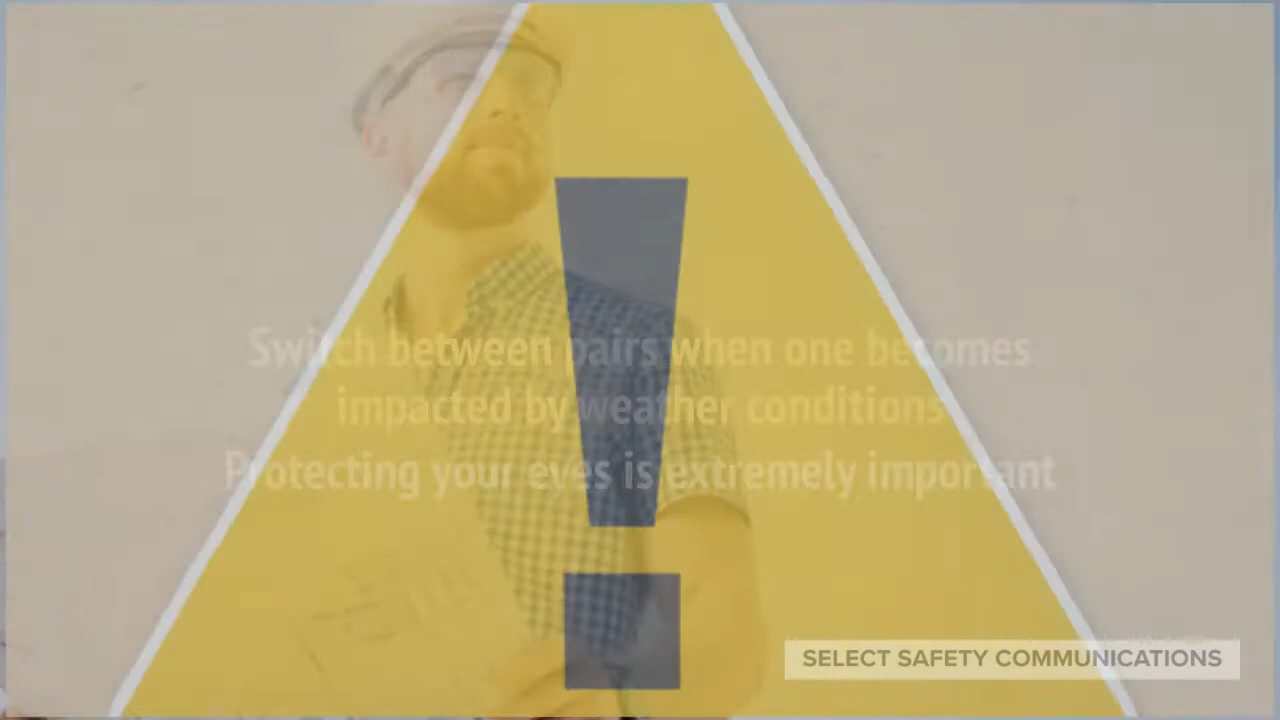 Switch between pairs when one becomes
impacted by weather conditions
Protecting your eyes is extremely important
SELECT SAFETY COMMUNICATIONS